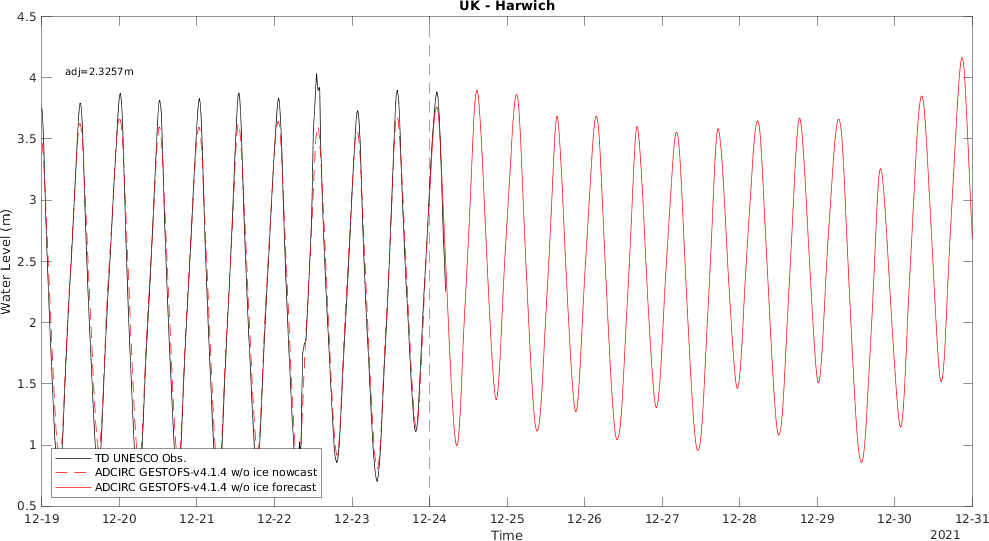 UK - Harwich
adj=2.3257m
Water Level (m)
4.5
4
3.5
3
2.5
2
1.5
1
0.5
TD UNESCO Obs.
ADCIRC GESTOFS-v4.1.4 w/o ice nowcast
ADCIRC GESTOFS-v4.1.4 w/o ice forecast
12-19 12-20 12-21 12-22 12-23 12-24 12-25 12-26 12-27 12-28 12-29 12-30 12-31
Time
2021